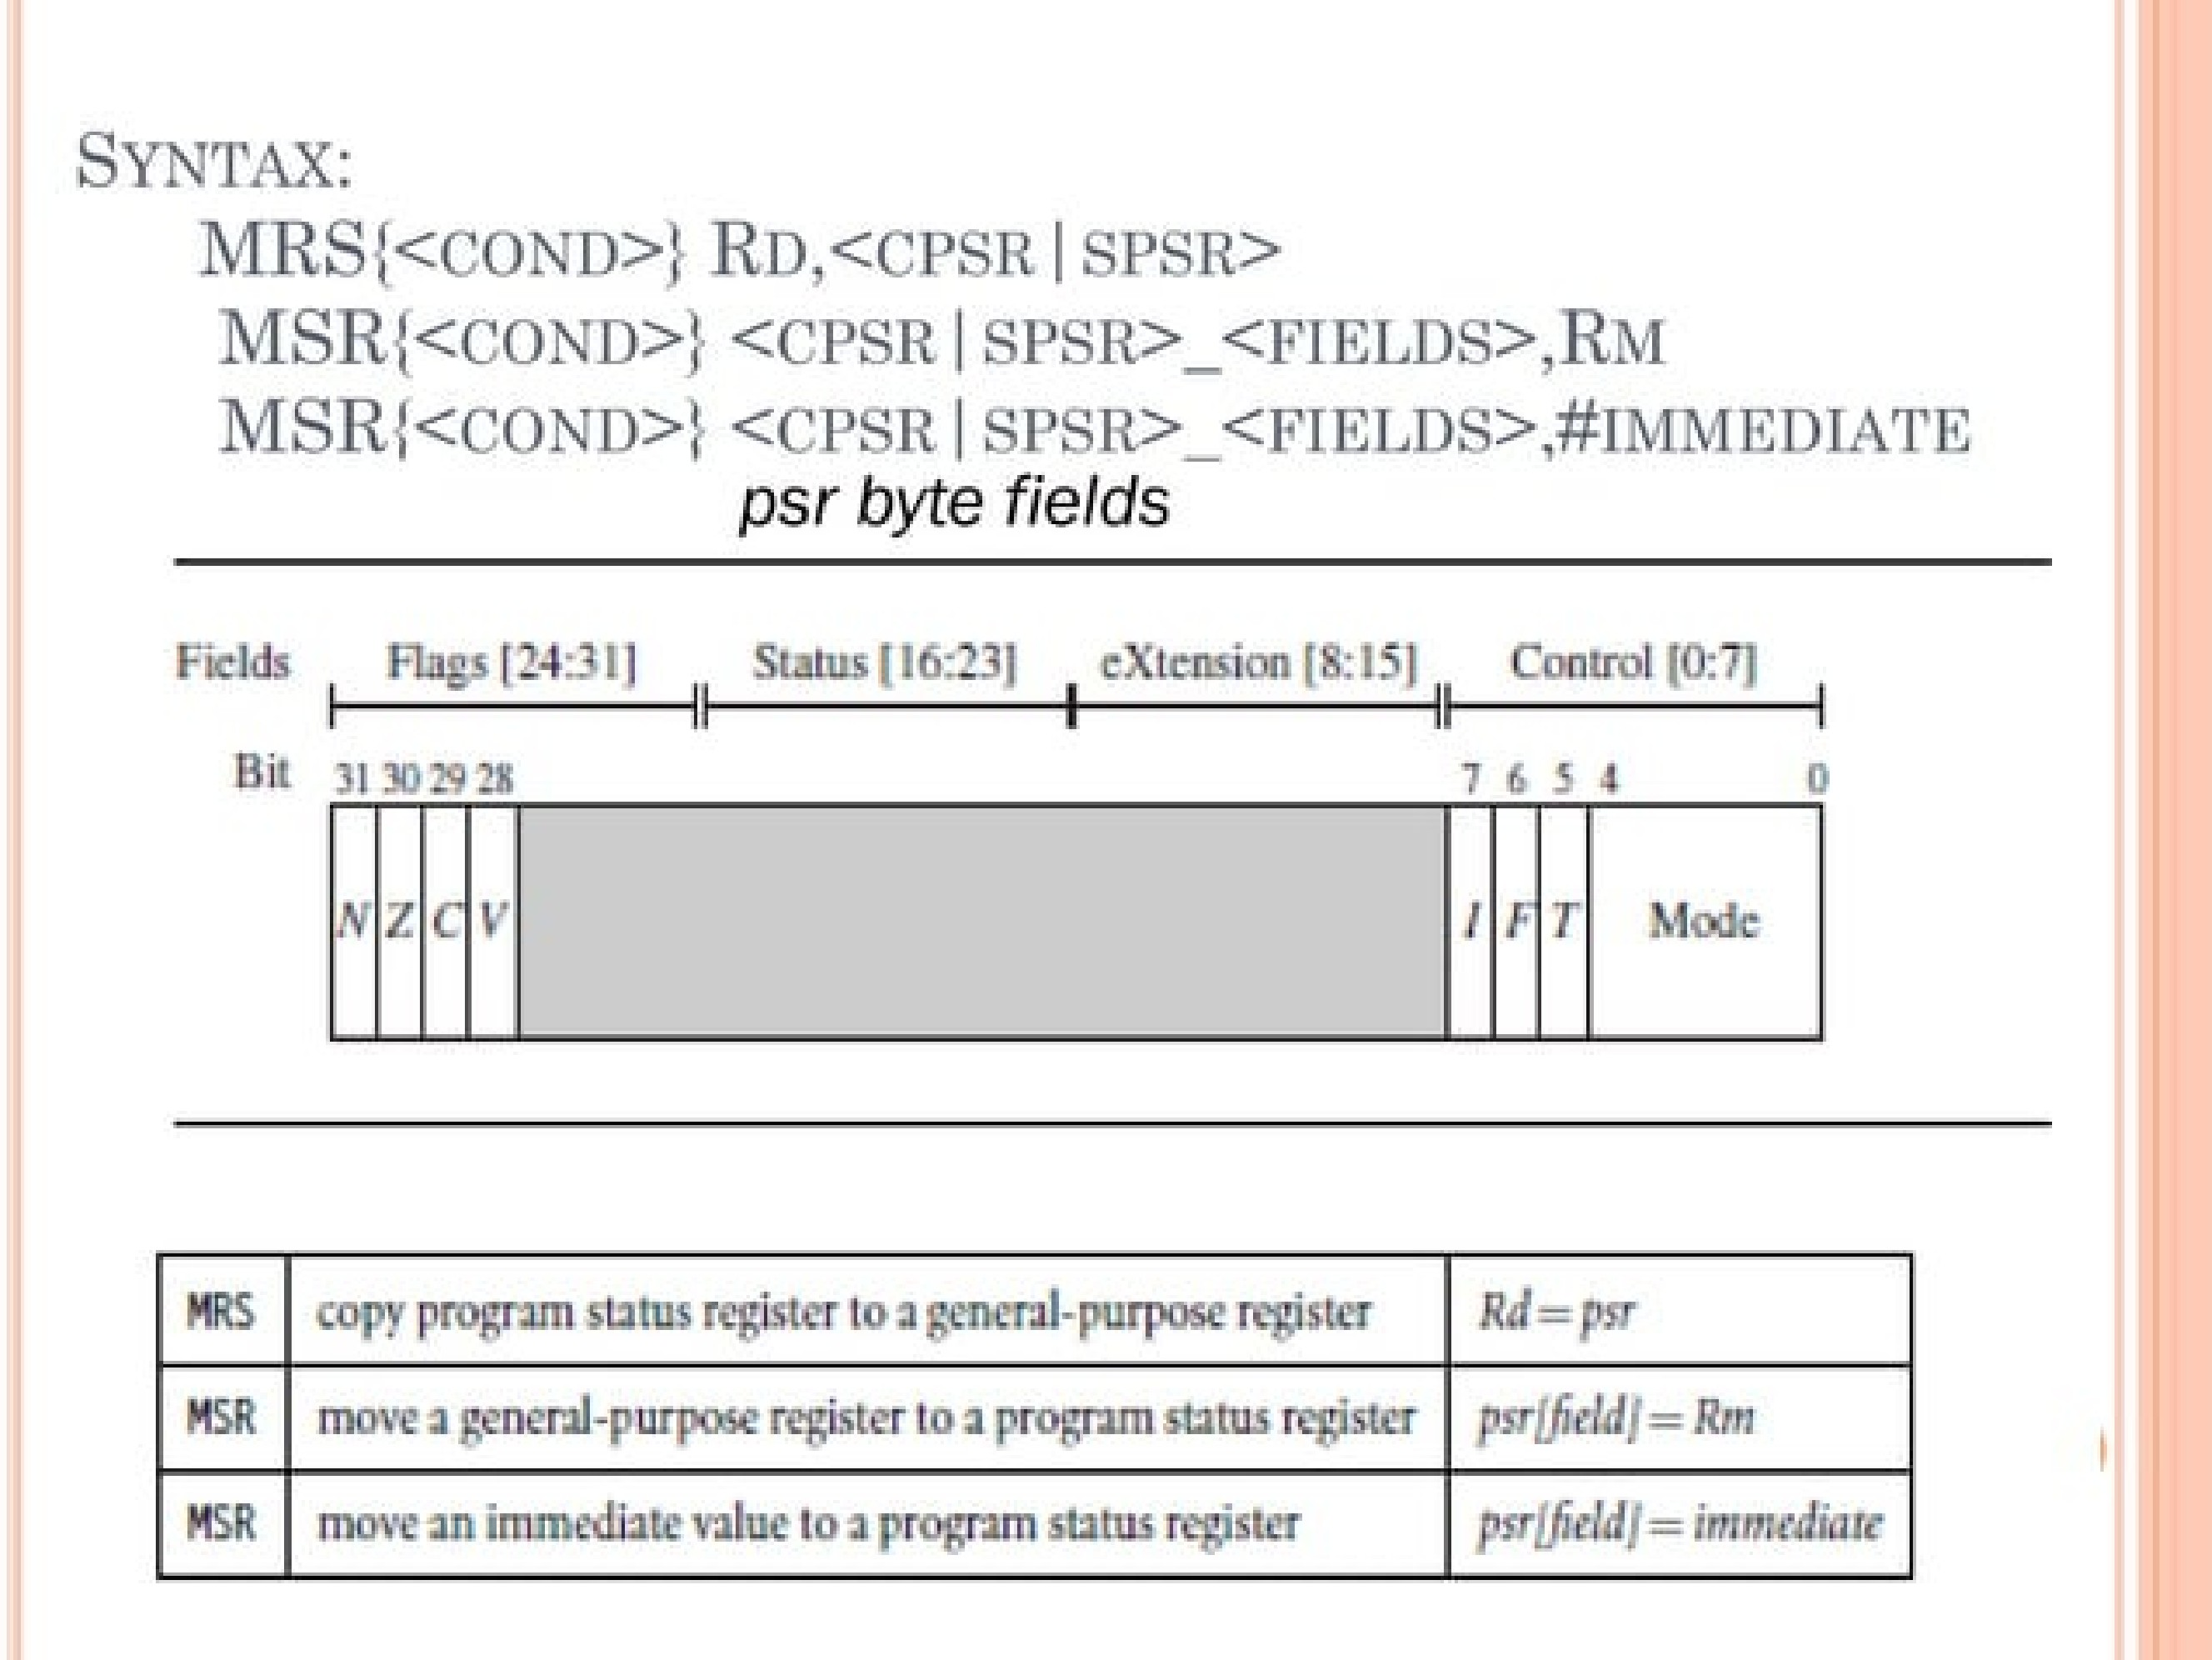 SYNTAX:
MRS{<COND>} RD,<CPSR|SPSR>
MSR{<COND>} <CPSR|SPSR>_<FIELDS>,RM
MSR{<COND>} <CPSR|SPSR>_<FIELDS>,#IMMEDIATE
psr byte fields
Fields Flags [24:31] Status [16:23] eXtension [8:15] Control [0:7]
Bit 31 30 29 28 7 6 5 4 0
N Z C V I F T Mode
MRS copy program status register to a general-purpose register Rd=psr
MSR move a general-purpose register to a program status register psr[field]=Rm
MSR move an immediate value to a program status register psr[field]=immediate